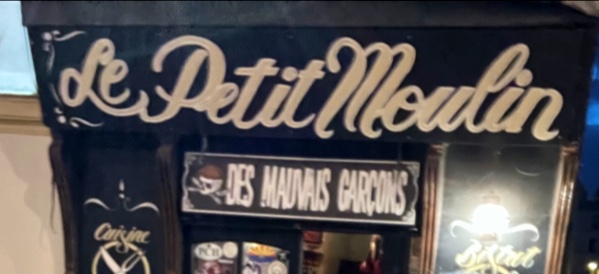 Le Petit Moulin
DES MAUVAIS GARÇONS
Cuisine
Bistrot